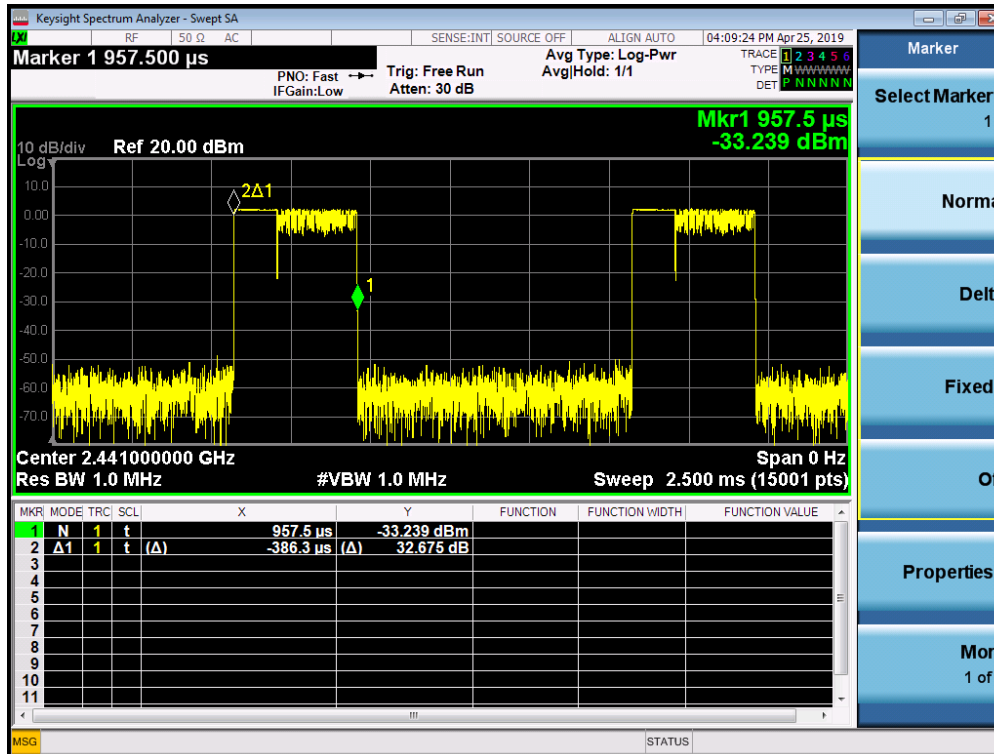 Keysight Spectrum Analyzer - Swept SA
LXI RF 50 Ω AC SENSE:INT SOURCE OFF ALIGN AUTO 04:09:24 PM Apr 25, 2019
Marker 1 957.500 µs
PNO: Fast
IFGain:Low
Trig: Free Run
Atten: 30 dB
Avg Type: Log-Pwr
Avg|Hold: 1/1
TRACE 1 2 3 4 5 6
TYPE M W W W W W
DET P N N N N N
Mkr1 957.5 µs
-33.239 dBm
10 dB/div Ref 20.00 dBm
Log
10.0
0.00
-10.0
-20.0
-30.0
-40.0
-50.0
-60.0
-70.0
2Δ1
1
Center 2.441000000 GHz Span 0 Hz
Res BW 1.0 MHz #VBW 1.0 MHz Sweep 2.500 ms (15001 pts)
MKR MODE TRC SCL X Y FUNCTION FUNCTION WIDTH FUNCTION VALUE
1 N 1 t 957.5 µs -33.239 dBm
2 Δ1 1 t (Δ) -386.3 µs (Δ) 32.675 dB
3
4
5
6
7
8
9
10
11
MSG STATUS
Marker
Select Marker
1
Norma
Delt
Fixed
O
Properties
Mor
1 of